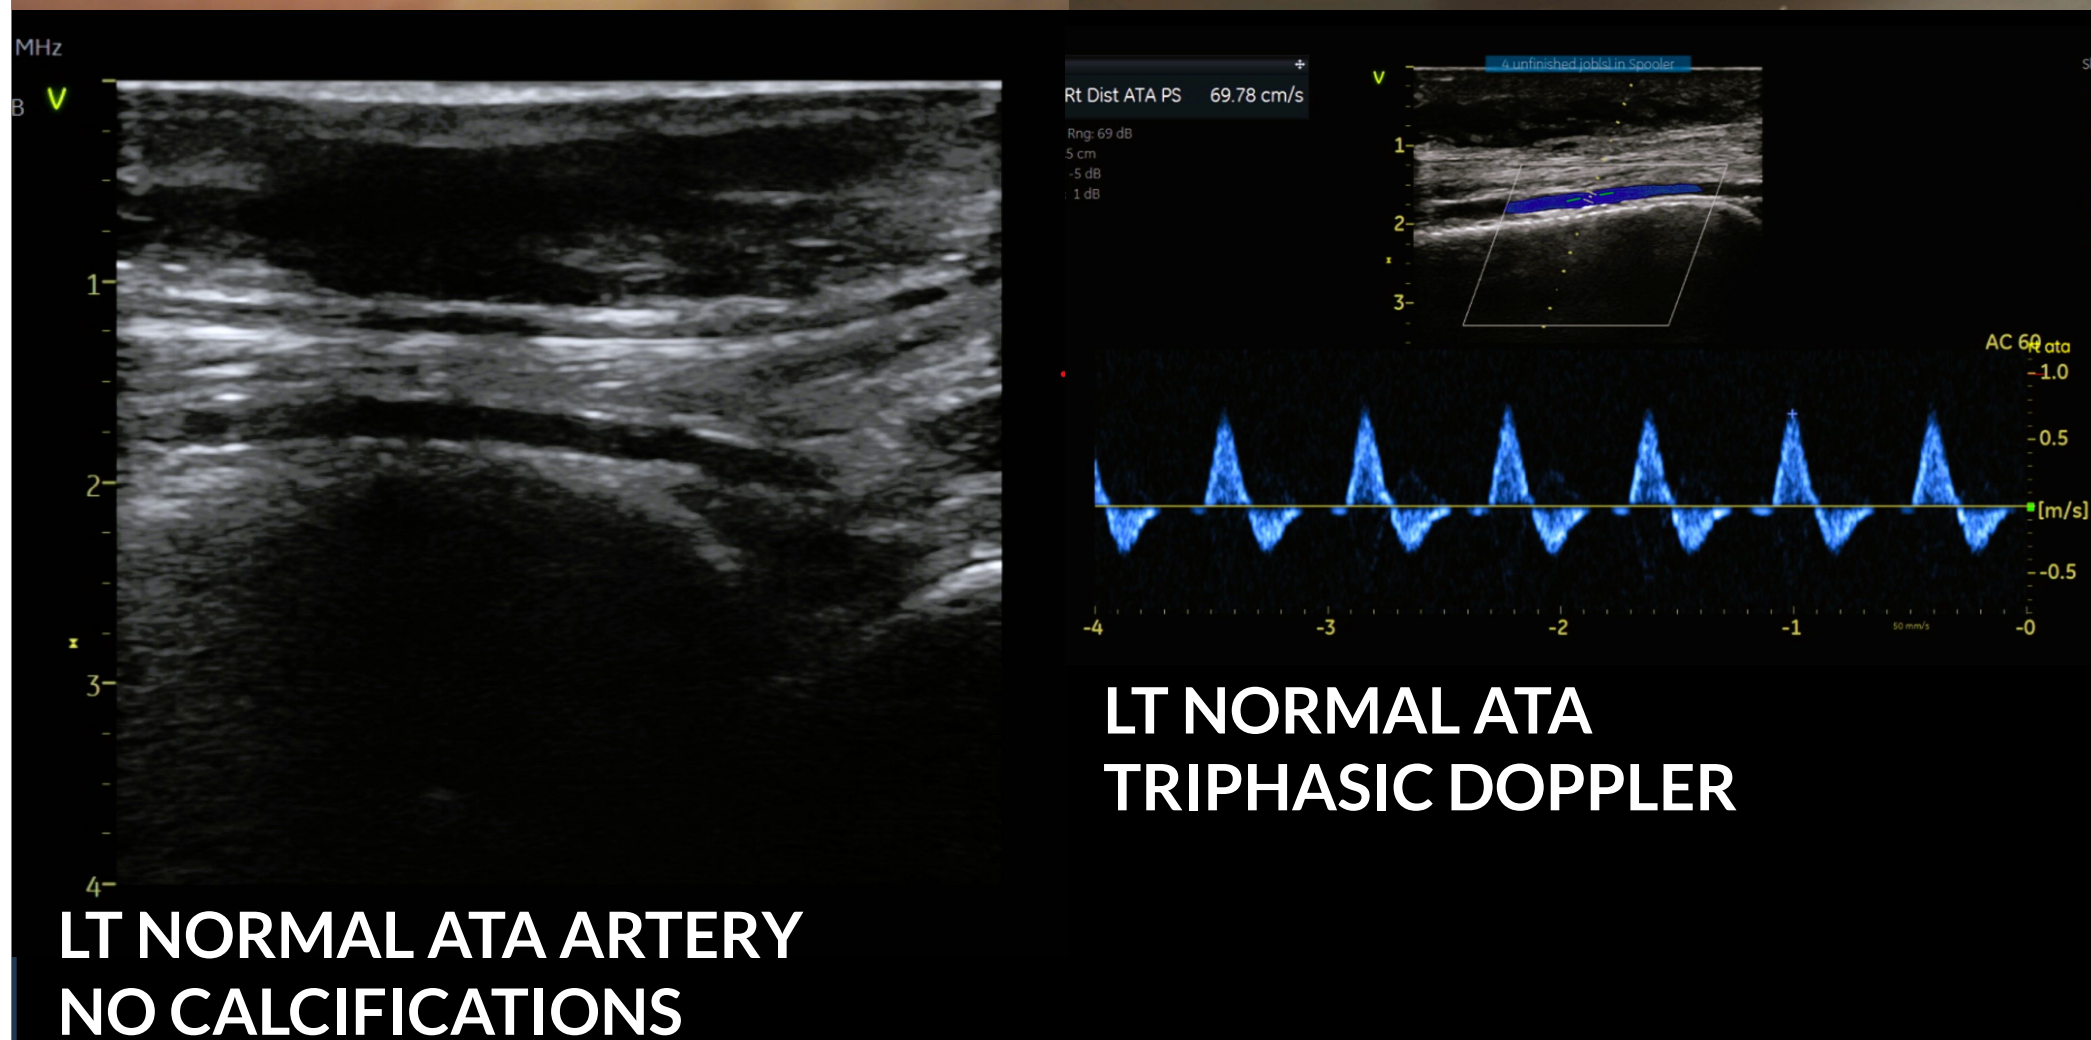 MHz
B
V
1
2
3
4
LT NORMAL ATA ARTERY
NO CALCIFICATIONS
4 unfinished job(s) in Spooler
V
Rt Dist ATA PS 69.78 cm/s
Rng: 69 dB
.5 cm
-5 dB
: 1 dB
1
2
3
AC 60
rt ata
1.0
0.5
[m/s]
-0.5
-4 -3 -2 -1 50 mm/s -0
LT NORMAL ATA
TRIPHASIC DOPPLER